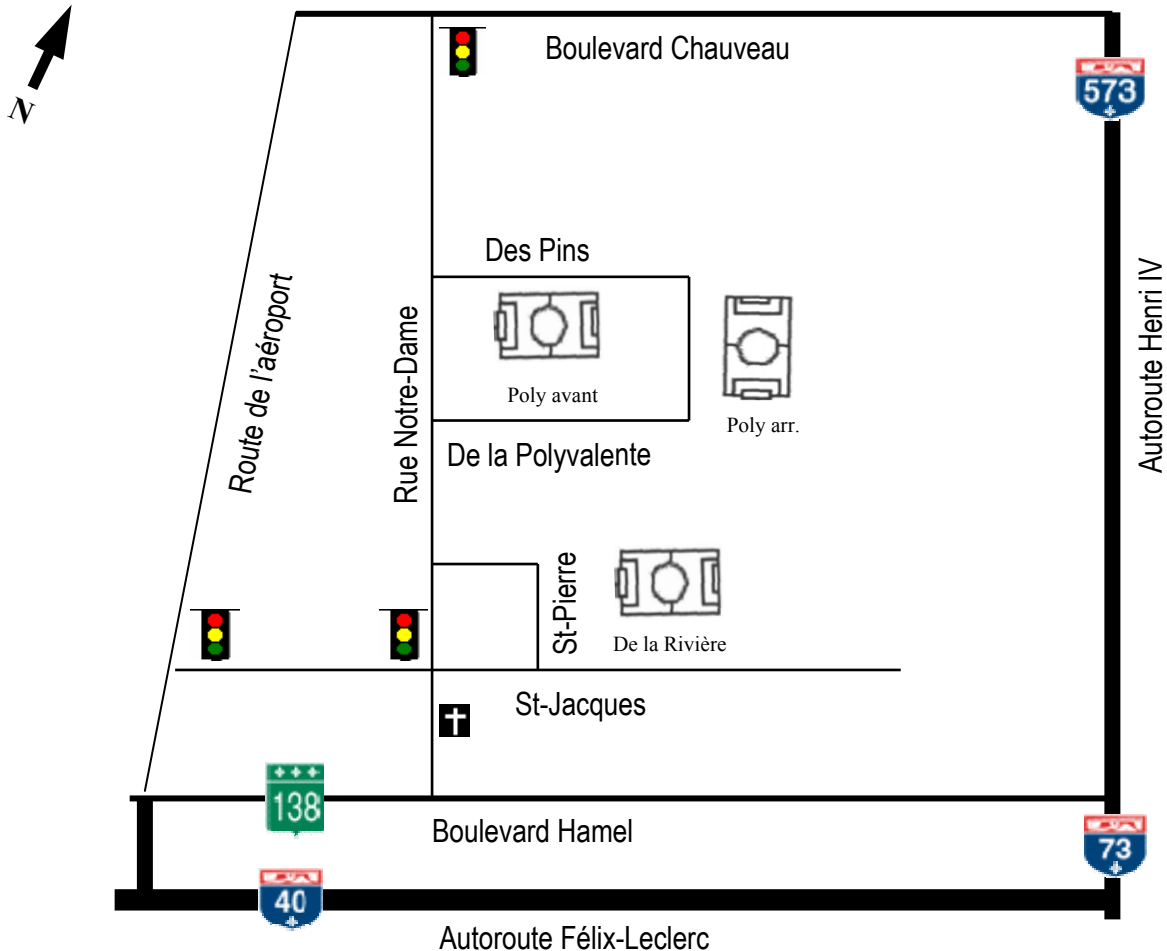 N
Boulevard Chauveau
573
Des Pins
Route de l'aéroport
Rue Notre-Dame
Autoroute Henri IV
Poly avant
Poly arr.
De la Polyvalente
St-Pierre
De la Rivière
St-Jacques
138
Boulevard Hamel
73
40
Autoroute Félix-Leclerc